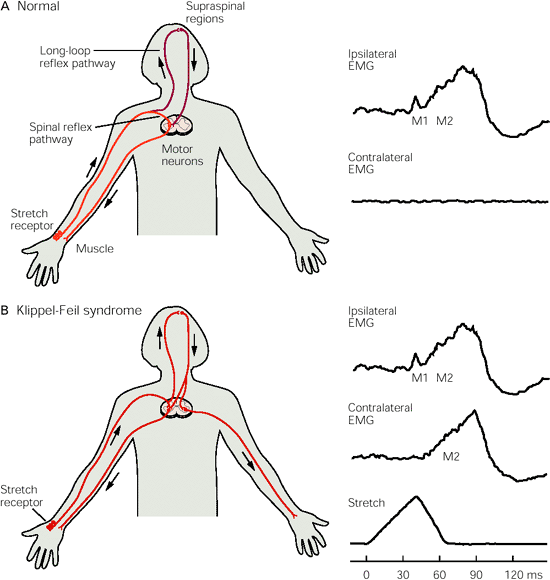 A Normal
Supraspinal
regions
Long-loop
reflex pathway
Spinal reflex
pathway
Motor
neurons
Stretch
receptor
Muscle
Ipsilateral
EMG
M1 M2
Contralateral
EMG
B Klippel-Feil syndrome
Stretch
receptor
Ipsilateral
EMG
M1 M2
Contralateral
EMG
M2
Stretch
0 30 60 90 120 ms